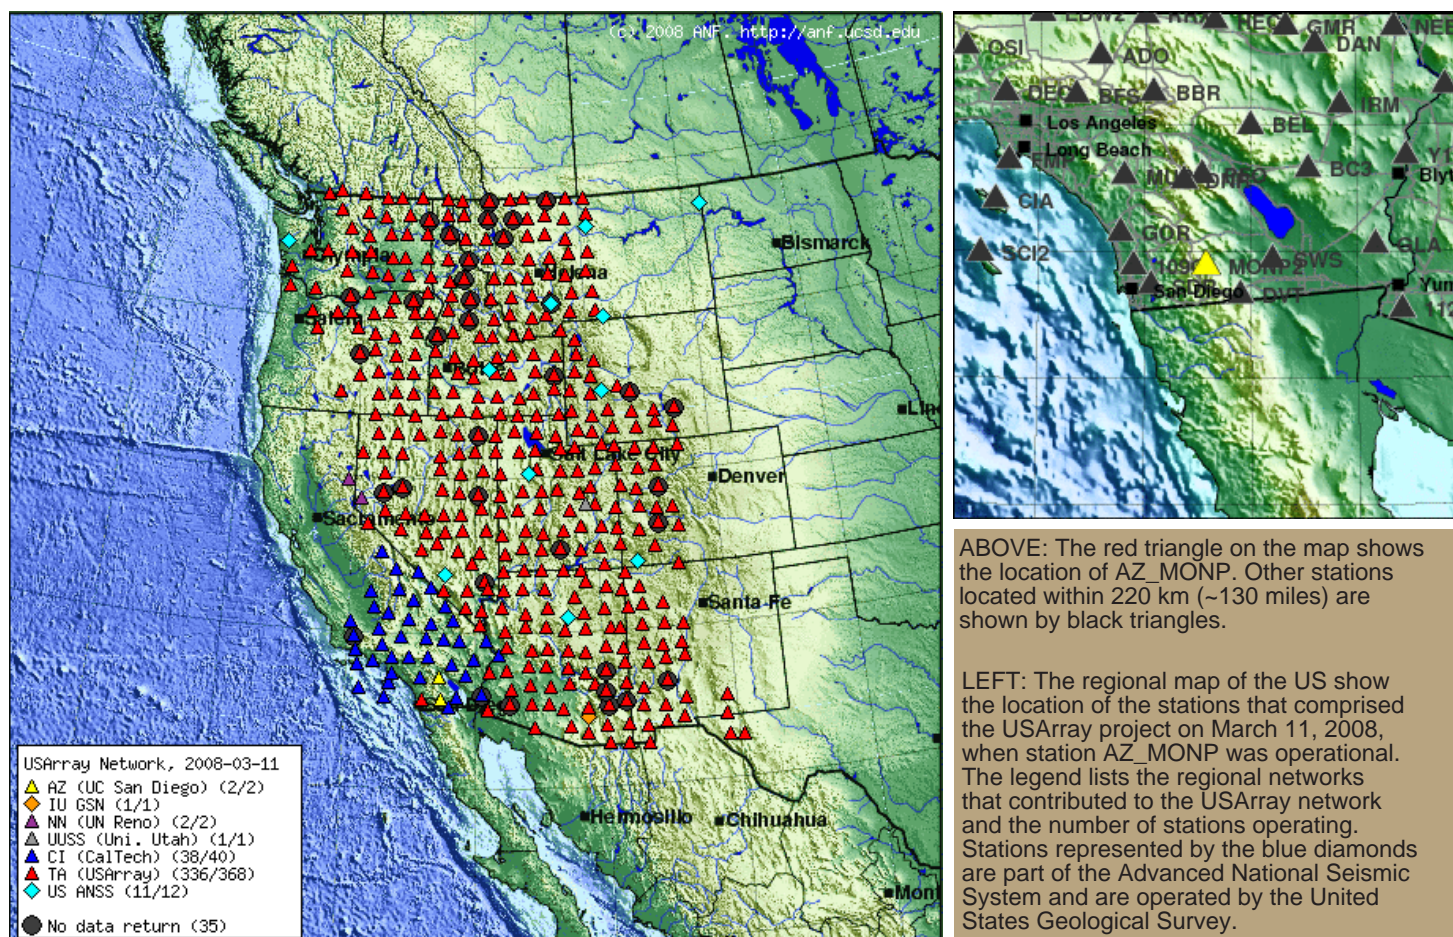 (c) 2008 ANF. http://anf.ucsd.edu
Bismarck
Helena
Salem
Salt Lake City
Denver
Sacramento
Santa Fe
Hermosillo
Chihuahua
USArray Network, 2008-03-11
AZ (UC San Diego) (2/2)
IU GSN (1/1)
NN (UN Reno) (2/2)
UUSS (Uni. Utah) (1/1)
CI (CalTech) (38/40)
TA (USArray) (336/368)
US ANSS (11/12)
No data return (35)
GMR
OSI
DAN
ADO
BFS
BBR
IRM
Los Angeles
BEL
Long Beach
BC3
CIA
GOR
GLA
SCI2
MONP2
SWS
San Diego
DVT
ABOVE: The red triangle on the map shows
the location of AZ_MONP. Other stations
located within 220 km (~130 miles) are
shown by black triangles.
LEFT: The regional map of the US show
the location of the stations that comprised
the USArray project on March 11, 2008,
when station AZ_MONP was operational.
The legend lists the regional networks
that contributed to the USArray network
and the number of stations operating.
Stations represented by the blue diamonds
are part of the Advanced National Seismic
System and are operated by the United
States Geological Survey.